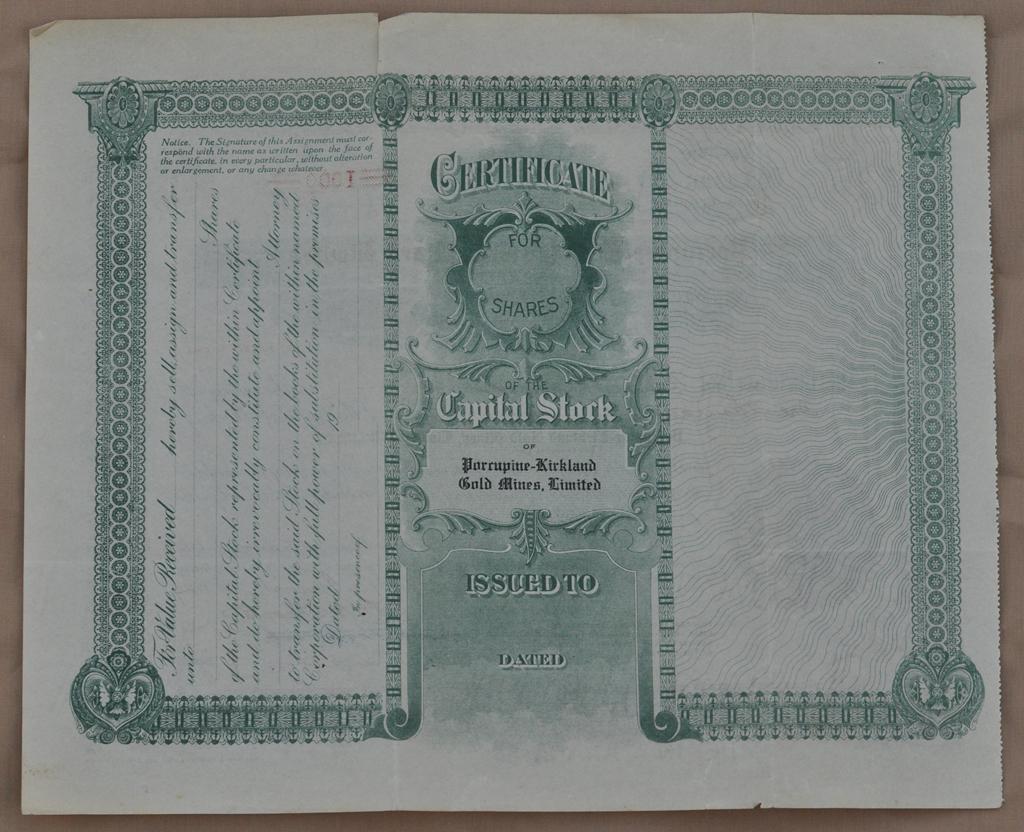 Notice. The Signature of this Assignment must cor-
respond with the name as written upon the face of
the certificate, in every particular, without alteration
or enlargement, or any change whatever.
For Value Received hereby sell, assign and transfer
unto
Shares
of the Capital Stock represented by the within Certificate
and do hereby irrevocably constitute and appoint
Attorney
to transfer the said Stock on the books of the within named
Corporation with full power of substitution in the premises
Dated 19
In presence of
CERTIFICATE
FOR
SHARES
OF THE
Capital Stock
OF
Porcupine-Kirkland
Gold Mines, Limited
ISSUED TO
DATED